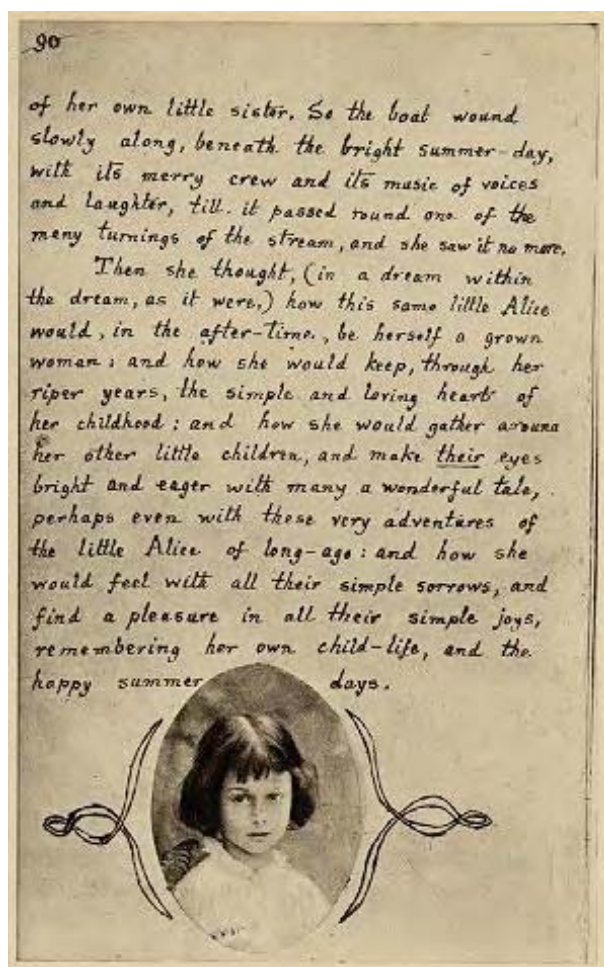 90
of her own little sister. So the boat wound
slowly along, beneath the bright summer-day,
with its merry crew and its music of voices
and laughter, till it passed round one of the
many turnings of the stream, and she saw it no more.
Then she thought, (in a dream within
the dream, as it were,) how this same little Alice
would, in the after-time, be herself a grown
woman: and how she would keep, through her
riper years, the simple and loving heart of
her childhood: and how she would gather around
her other little children, and make their eyes
bright and eager with many a wonderful tale,
perhaps even with these very adventures of
the little Alice of long-ago: and how she
would feel with all their simple sorrows, and
find a pleasure in all their simple joys,
remembering her own child-life, and the
happy summer days.